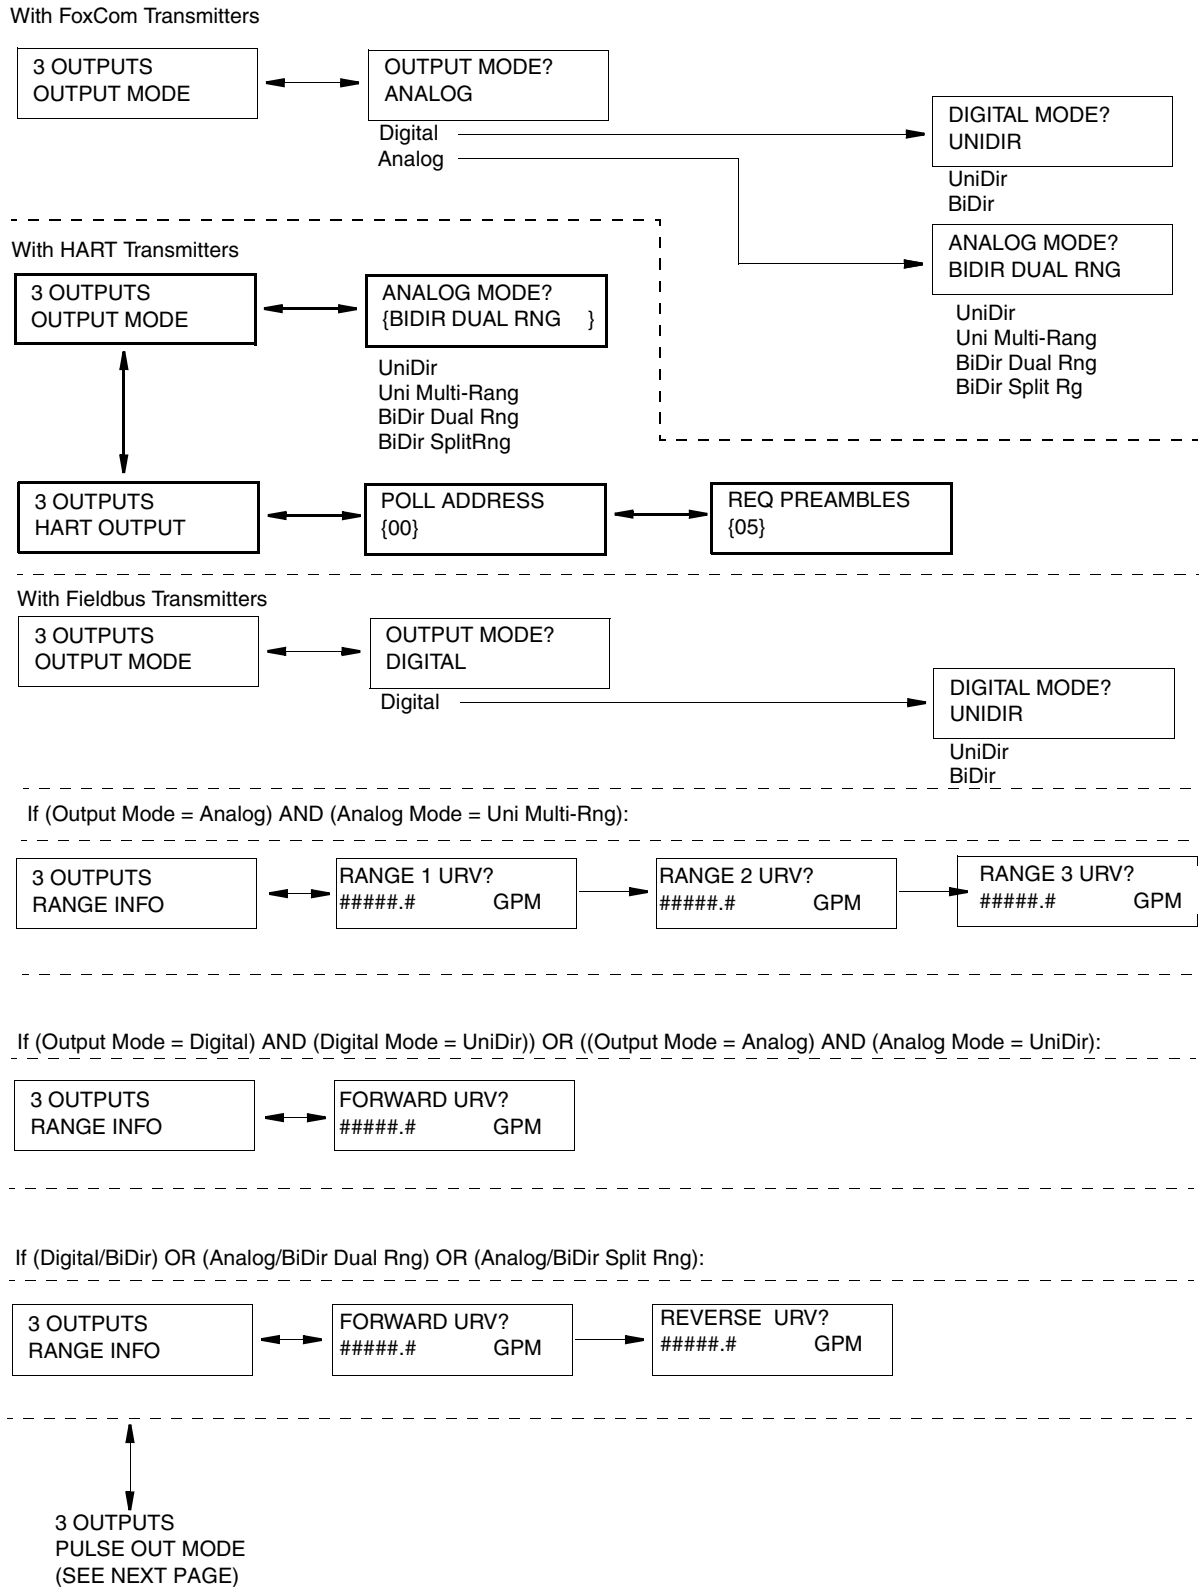 With FoxCom Transmitters
3 OUTPUTS
OUTPUT MODE
OUTPUT MODE?
ANALOG
Digital
Analog
DIGITAL MODE?
UNIDIR
UniDir
BiDir
ANALOG MODE?
BIDIR DUAL RNG
UniDir
Uni Multi-Rang
BiDir Dual Rng
BiDir Split Rg
With HART Transmitters
3 OUTPUTS
OUTPUT MODE
ANALOG MODE?
{BIDIR DUAL RNG }
UniDir
Uni Multi-Rang
BiDir Dual Rng
BiDir SplitRng
3 OUTPUTS
HART OUTPUT
POLL ADDRESS
{00}
REQ PREAMBLES
{05}
With Fieldbus Transmitters
3 OUTPUTS
OUTPUT MODE
OUTPUT MODE?
DIGITAL
Digital
DIGITAL MODE?
UNIDIR
UniDir
BiDir
If (Output Mode = Analog) AND (Analog Mode = Uni Multi-Rng):
3 OUTPUTS
RANGE INFO
RANGE 1 URV?
#####.# GPM
RANGE 2 URV?
#####.# GPM
RANGE 3 URV?
#####.# GPM
If (Output Mode = Digital) AND (Digital Mode = UniDir)) OR ((Output Mode = Analog) AND (Analog Mode = UniDir):
3 OUTPUTS
RANGE INFO
FORWARD URV?
#####.# GPM
If (Digital/BiDir) OR (Analog/BiDir Dual Rng) OR (Analog/BiDir Split Rng):
3 OUTPUTS
RANGE INFO
FORWARD URV?
#####.# GPM
REVERSE URV?
#####.# GPM
3 OUTPUTS
PULSE OUT MODE
(SEE NEXT PAGE)